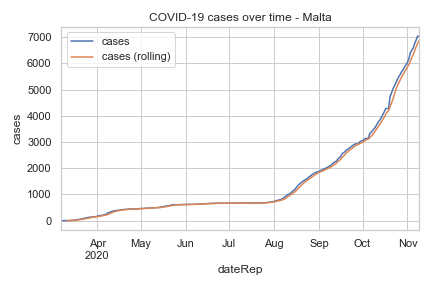 COVID-19 cases over time - Malta
cases
cases (rolling)
7000
6000
5000
4000
3000
2000
1000
0
cases
Apr
2020
May
Jun
Jul
Aug
Sep
Oct
Nov
dateRep